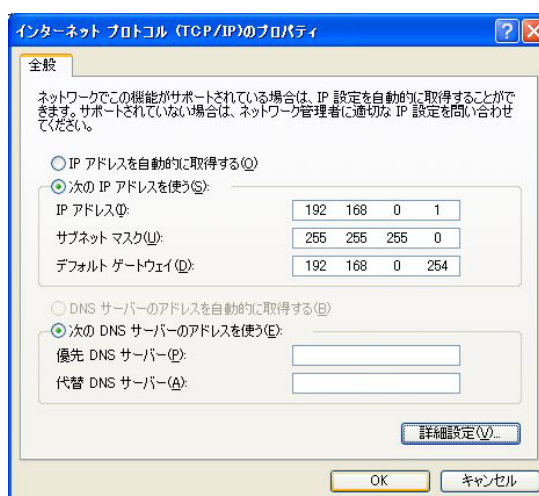 インターネット プロトコル (TCP/IP)のプロパティ
全般
ネットワークでこの機能がサポートされている場合は、IP 設定を自動的に取得することがで
きます。サポートされていない場合は、ネットワーク管理者に適切な IP 設定を問い合わせ
てください。
IP アドレスを自動的に取得する(O)
次の IP アドレスを使う(S):
IP アドレス(I): 192 168 0 1
サブネット マスク(U): 255 255 255 0
デフォルト ゲートウェイ(D): 192 168 0 254
DNS サーバーのアドレスを自動的に取得する(B)
次の DNS サーバーのアドレスを使う(E):
優先 DNS サーバー(P):
代替 DNS サーバー(A):
詳細設定(V)...
OK キャンセル